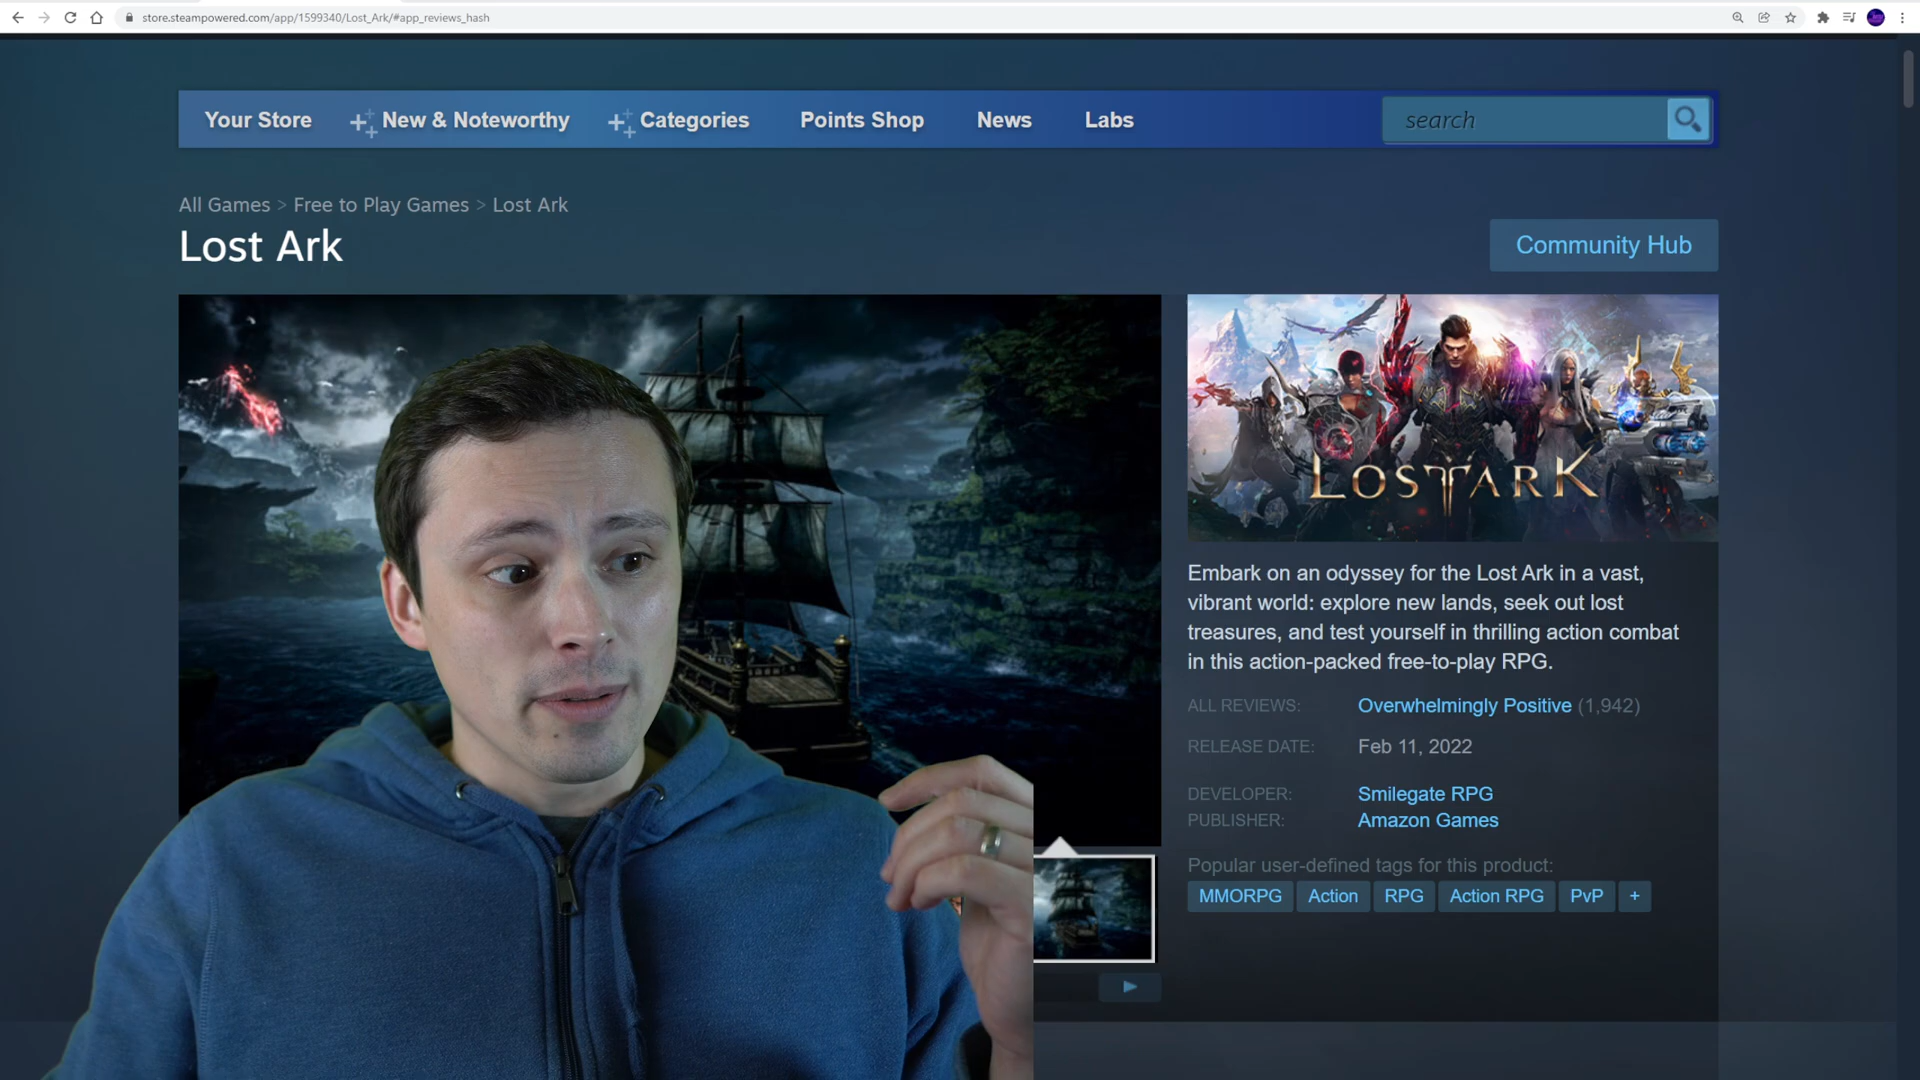 store.steampowered.com/app/1599340/Lost_Ark/#app_reviews_hash
Your Store
New & Noteworthy
Categories
Points Shop
News
Labs
search
All Games > Free to Play Games > Lost Ark
Lost Ark
Community Hub
LOST ARK
Embark on an odyssey for the Lost Ark in a vast,
vibrant world: explore new lands, seek out lost
treasures, and test yourself in thrilling action combat
in this action-packed free-to-play RPG.
ALL REVIEWS: Overwhelmingly Positive (1,942)
RELEASE DATE: Feb 11, 2022
DEVELOPER: Smilegate RPG
PUBLISHER: Amazon Games
Popular user-defined tags for this product:
MMORPG Action RPG Action RPG PvP +